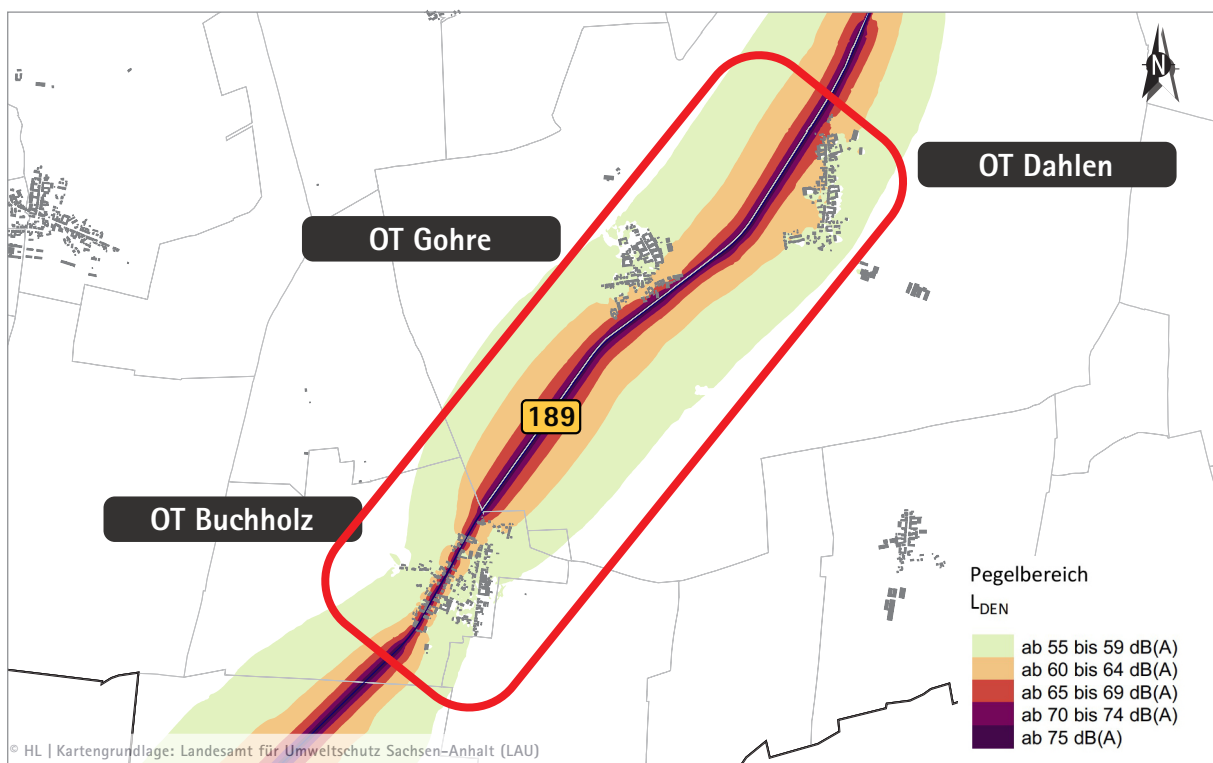 N
OT Dahlen
OT Gohre
189
OT Buchholz
Pegelbereich
LDEN
ab 55 bis 59 dB(A)
ab 60 bis 64 dB(A)
ab 65 bis 69 dB(A)
ab 70 bis 74 dB(A)
ab 75 dB(A)
© HL | Kartengrundlage: Landesamt für Umweltschutz Sachsen-Anhalt (LAU)